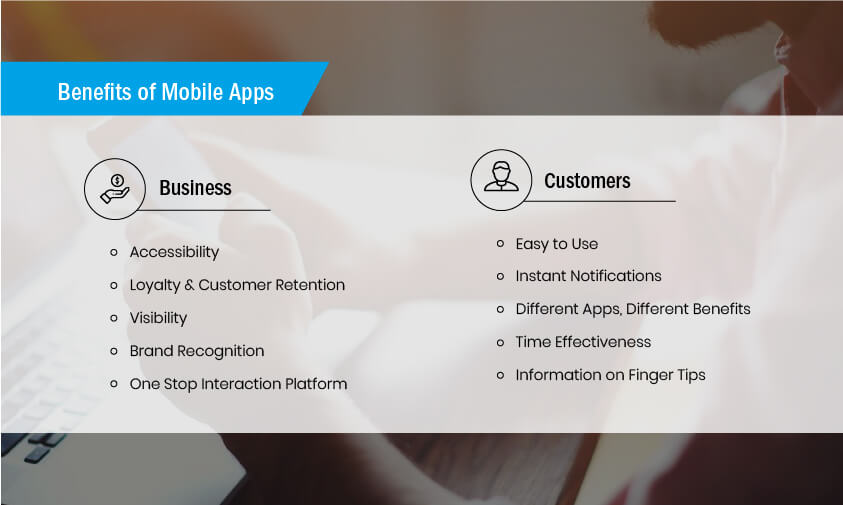 Benefits of Mobile Apps
Business
Accessibility
Loyalty & Customer Retention
Visibility
Brand Recognition
One Stop Interaction Platform
Customers
Easy to Use
Instant Notifications
Different Apps, Different Benefits
Time Effectiveness
Information on Finger Tips